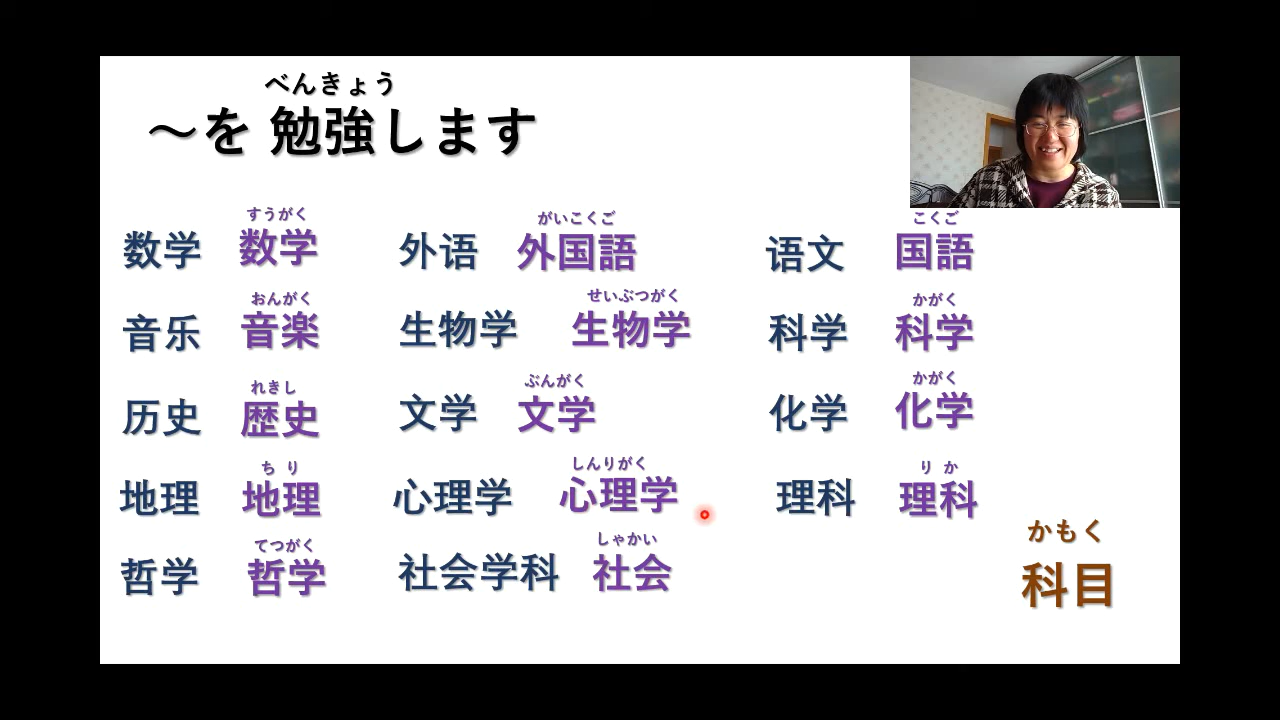 べんきょう
～を 勉強します
すうがく がいこくご こくご
数学 数学 外语 外国語 语文 国語
おんがく せいぶつがく かがく
音乐 音楽 生物学 生物学 科学 科学
れきし ぶんがく かがく
历史 歴史 文学 文学 化学 化学
ちり しんりがく りか
地理 地理 心理学 心理学 理科 理科
てつがく しゃかい
哲学 哲学 社会学科 社会
かもく
科目